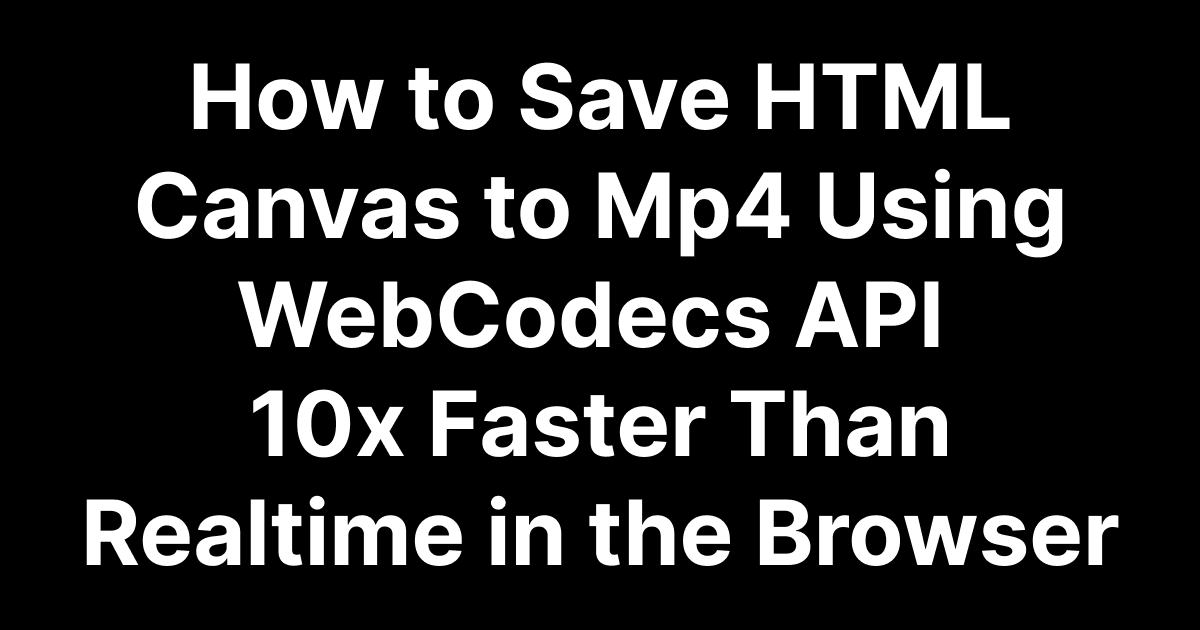 How to Save HTML
Canvas to Mp4 Using
WebCodecs API
10x Faster Than
Realtime in the Browser